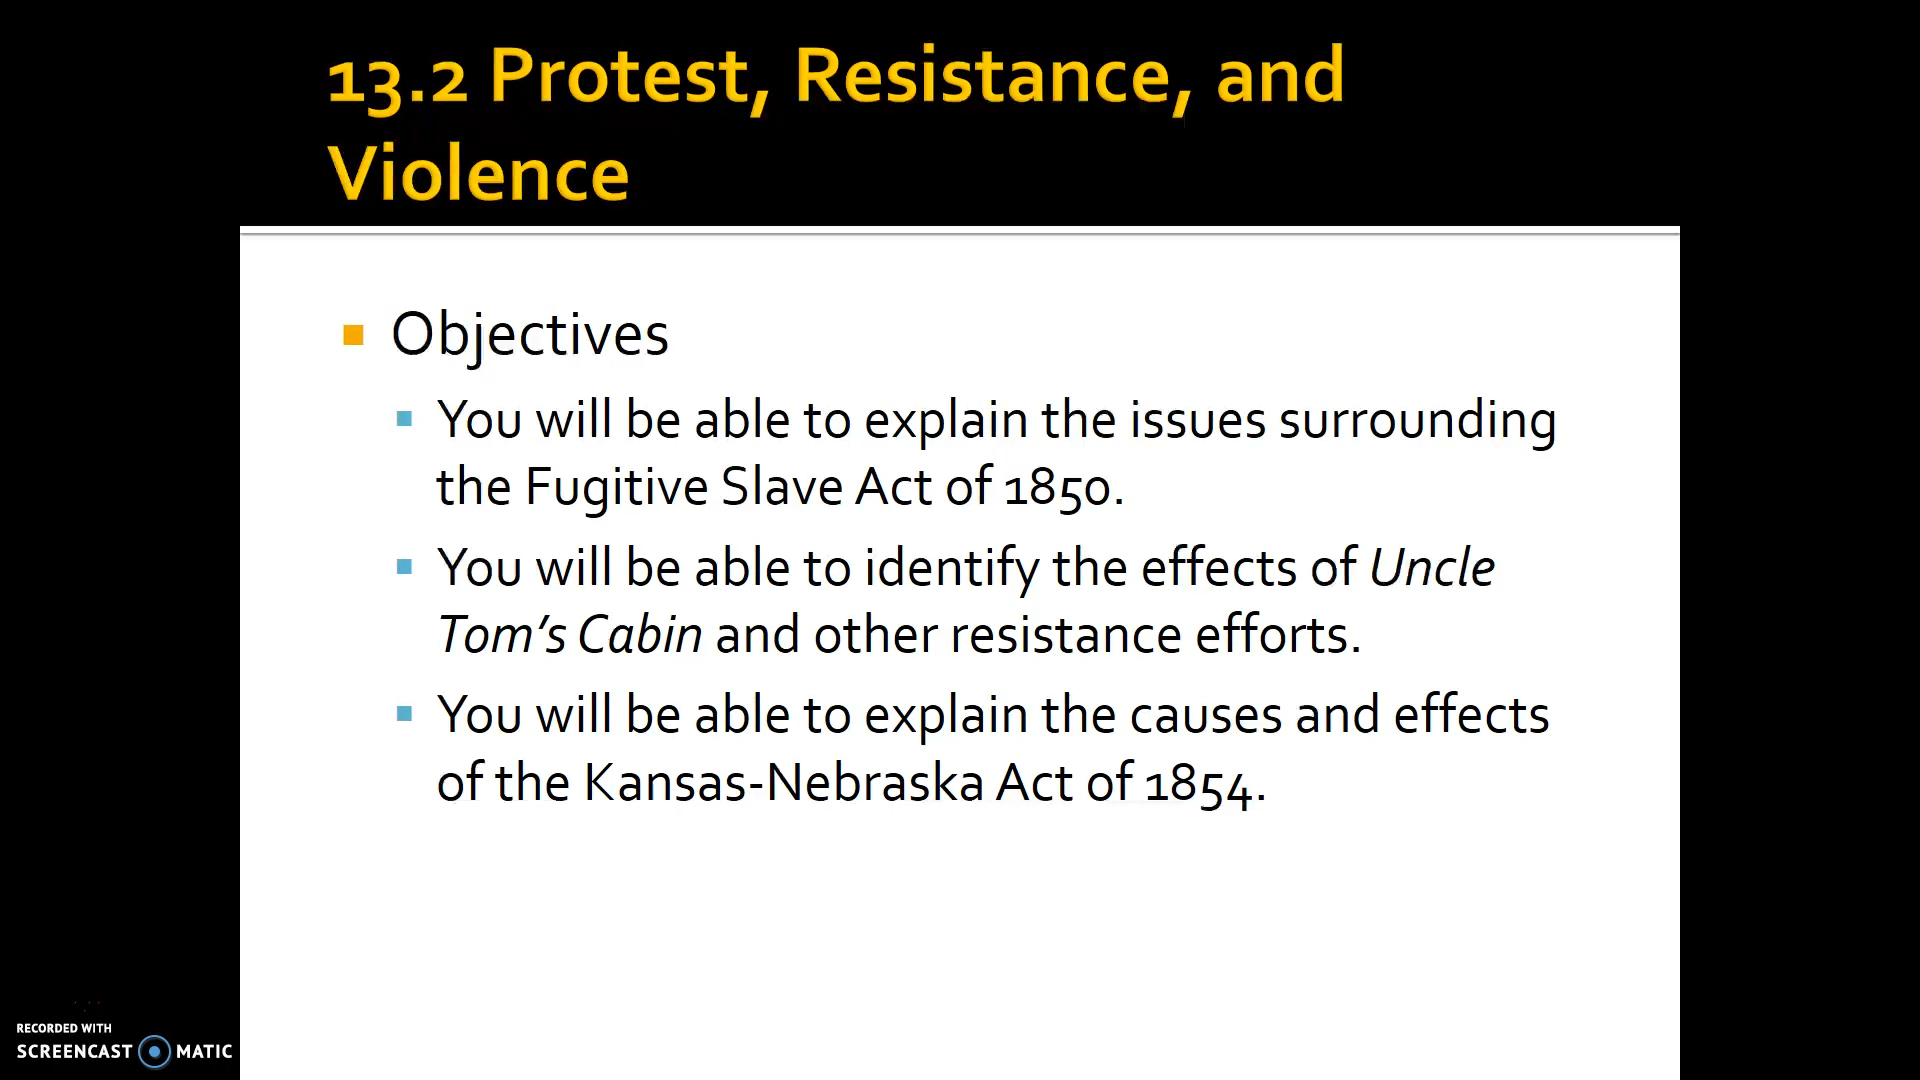 13.2 Protest, Resistance, and
Violence
Objectives
You will be able to explain the issues surrounding
the Fugitive Slave Act of 1850.
You will be able to identify the effects of Uncle
Tom's Cabin and other resistance efforts.
You will be able to explain the causes and effects
of the Kansas-Nebraska Act of 1854.
RECORDED WITH
SCREENCAST MATIC